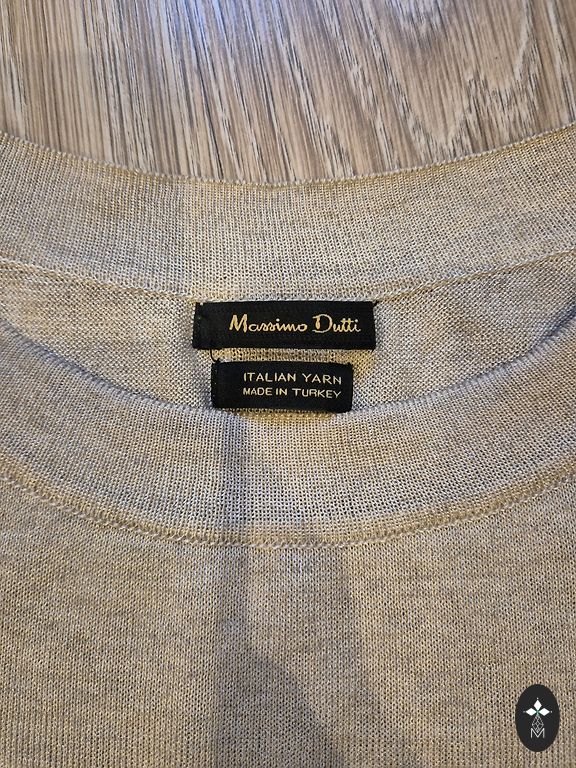 Massimo Dutti
ITALIAN YARN
MADE IN TURKEY
M